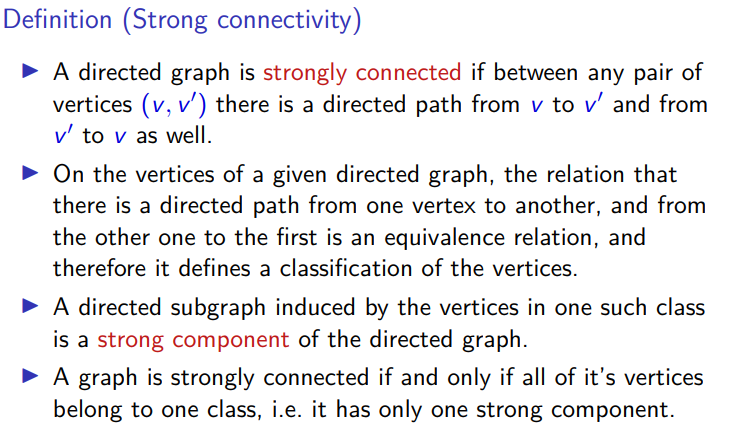 Definition (Strong connectivity)
▶ A directed graph is strongly connected if between any pair of
vertices (v, v′) there is a directed path from v to v′ and from
v′ to v as well.
▶ On the vertices of a given directed graph, the relation that
there is a directed path from one vertex to another, and from
the other one to the first is an equivalence relation, and
therefore it defines a classification of the vertices.
▶ A directed subgraph induced by the vertices in one such class
is a strong component of the directed graph.
▶ A graph is strongly connected if and only if all of it's vertices
belong to one class, i.e. it has only one strong component.